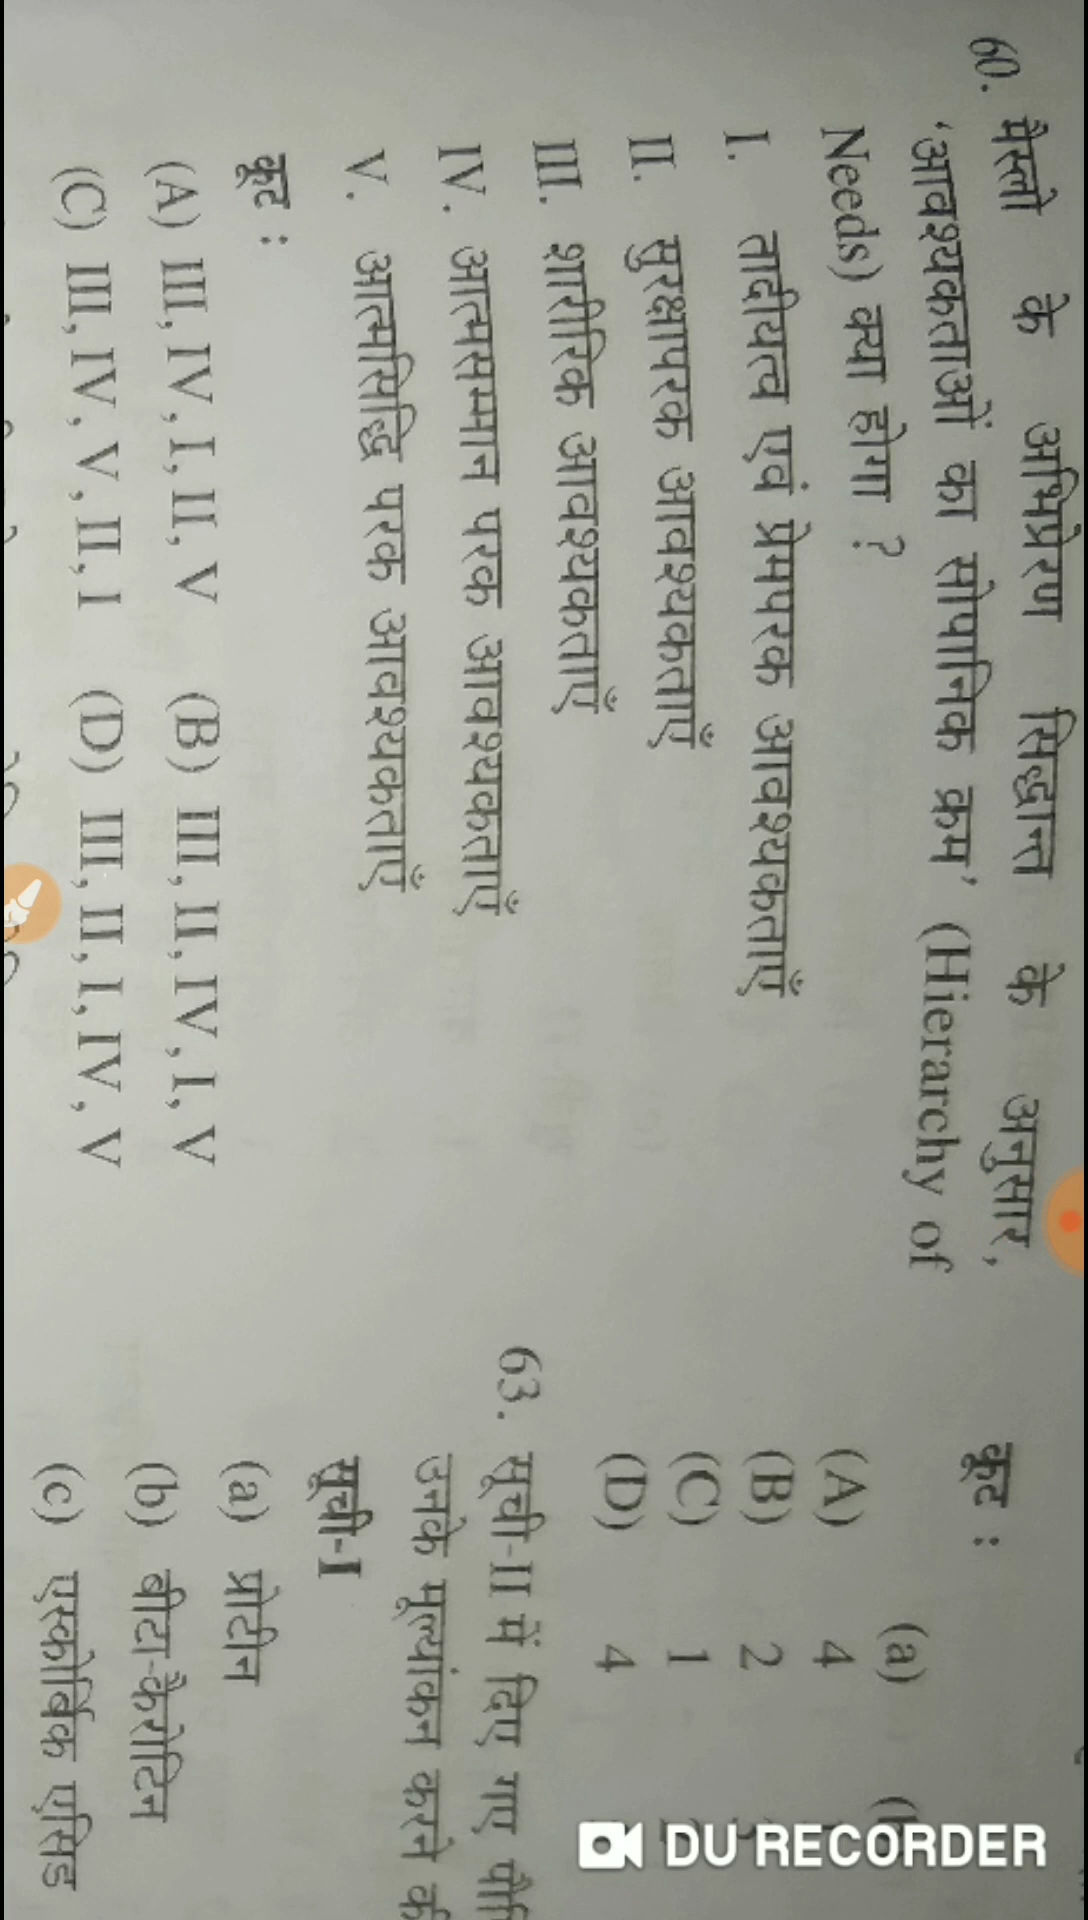 60. मैस्लो के अभिप्रेरण सिद्धान्त के अनुसार,
‘आवश्यकताओं का सोपानिक क्रम’ (Hierarchy of
Needs) क्या होगा ?
I. तादीयत्व एवं प्रेमपरक आवश्यकताएँ
II. सुरक्षापरक आवश्यकताएँ
III. शारीरिक आवश्यकताएँ
IV. आत्मसम्मान परक आवश्यकताएँ
V. आत्मसिद्धि परक आवश्यकताएँ
कूट :
(A) III, IV, I, II, V (B) III, II, IV, I, V
(C) III, IV, V, II, I (D) III, II, I, IV, V
कूट :
(a)
(A) 4
(B) 2
(C) 1
(D) 4
63. सूची-II में दिए गए
उनके मूल्यांकन करने
सूची-I
(a) प्रोटीन
(b) बीटा-कैरोटिन
(c) एस्कोर्बिक एसिड
DU RECORDER